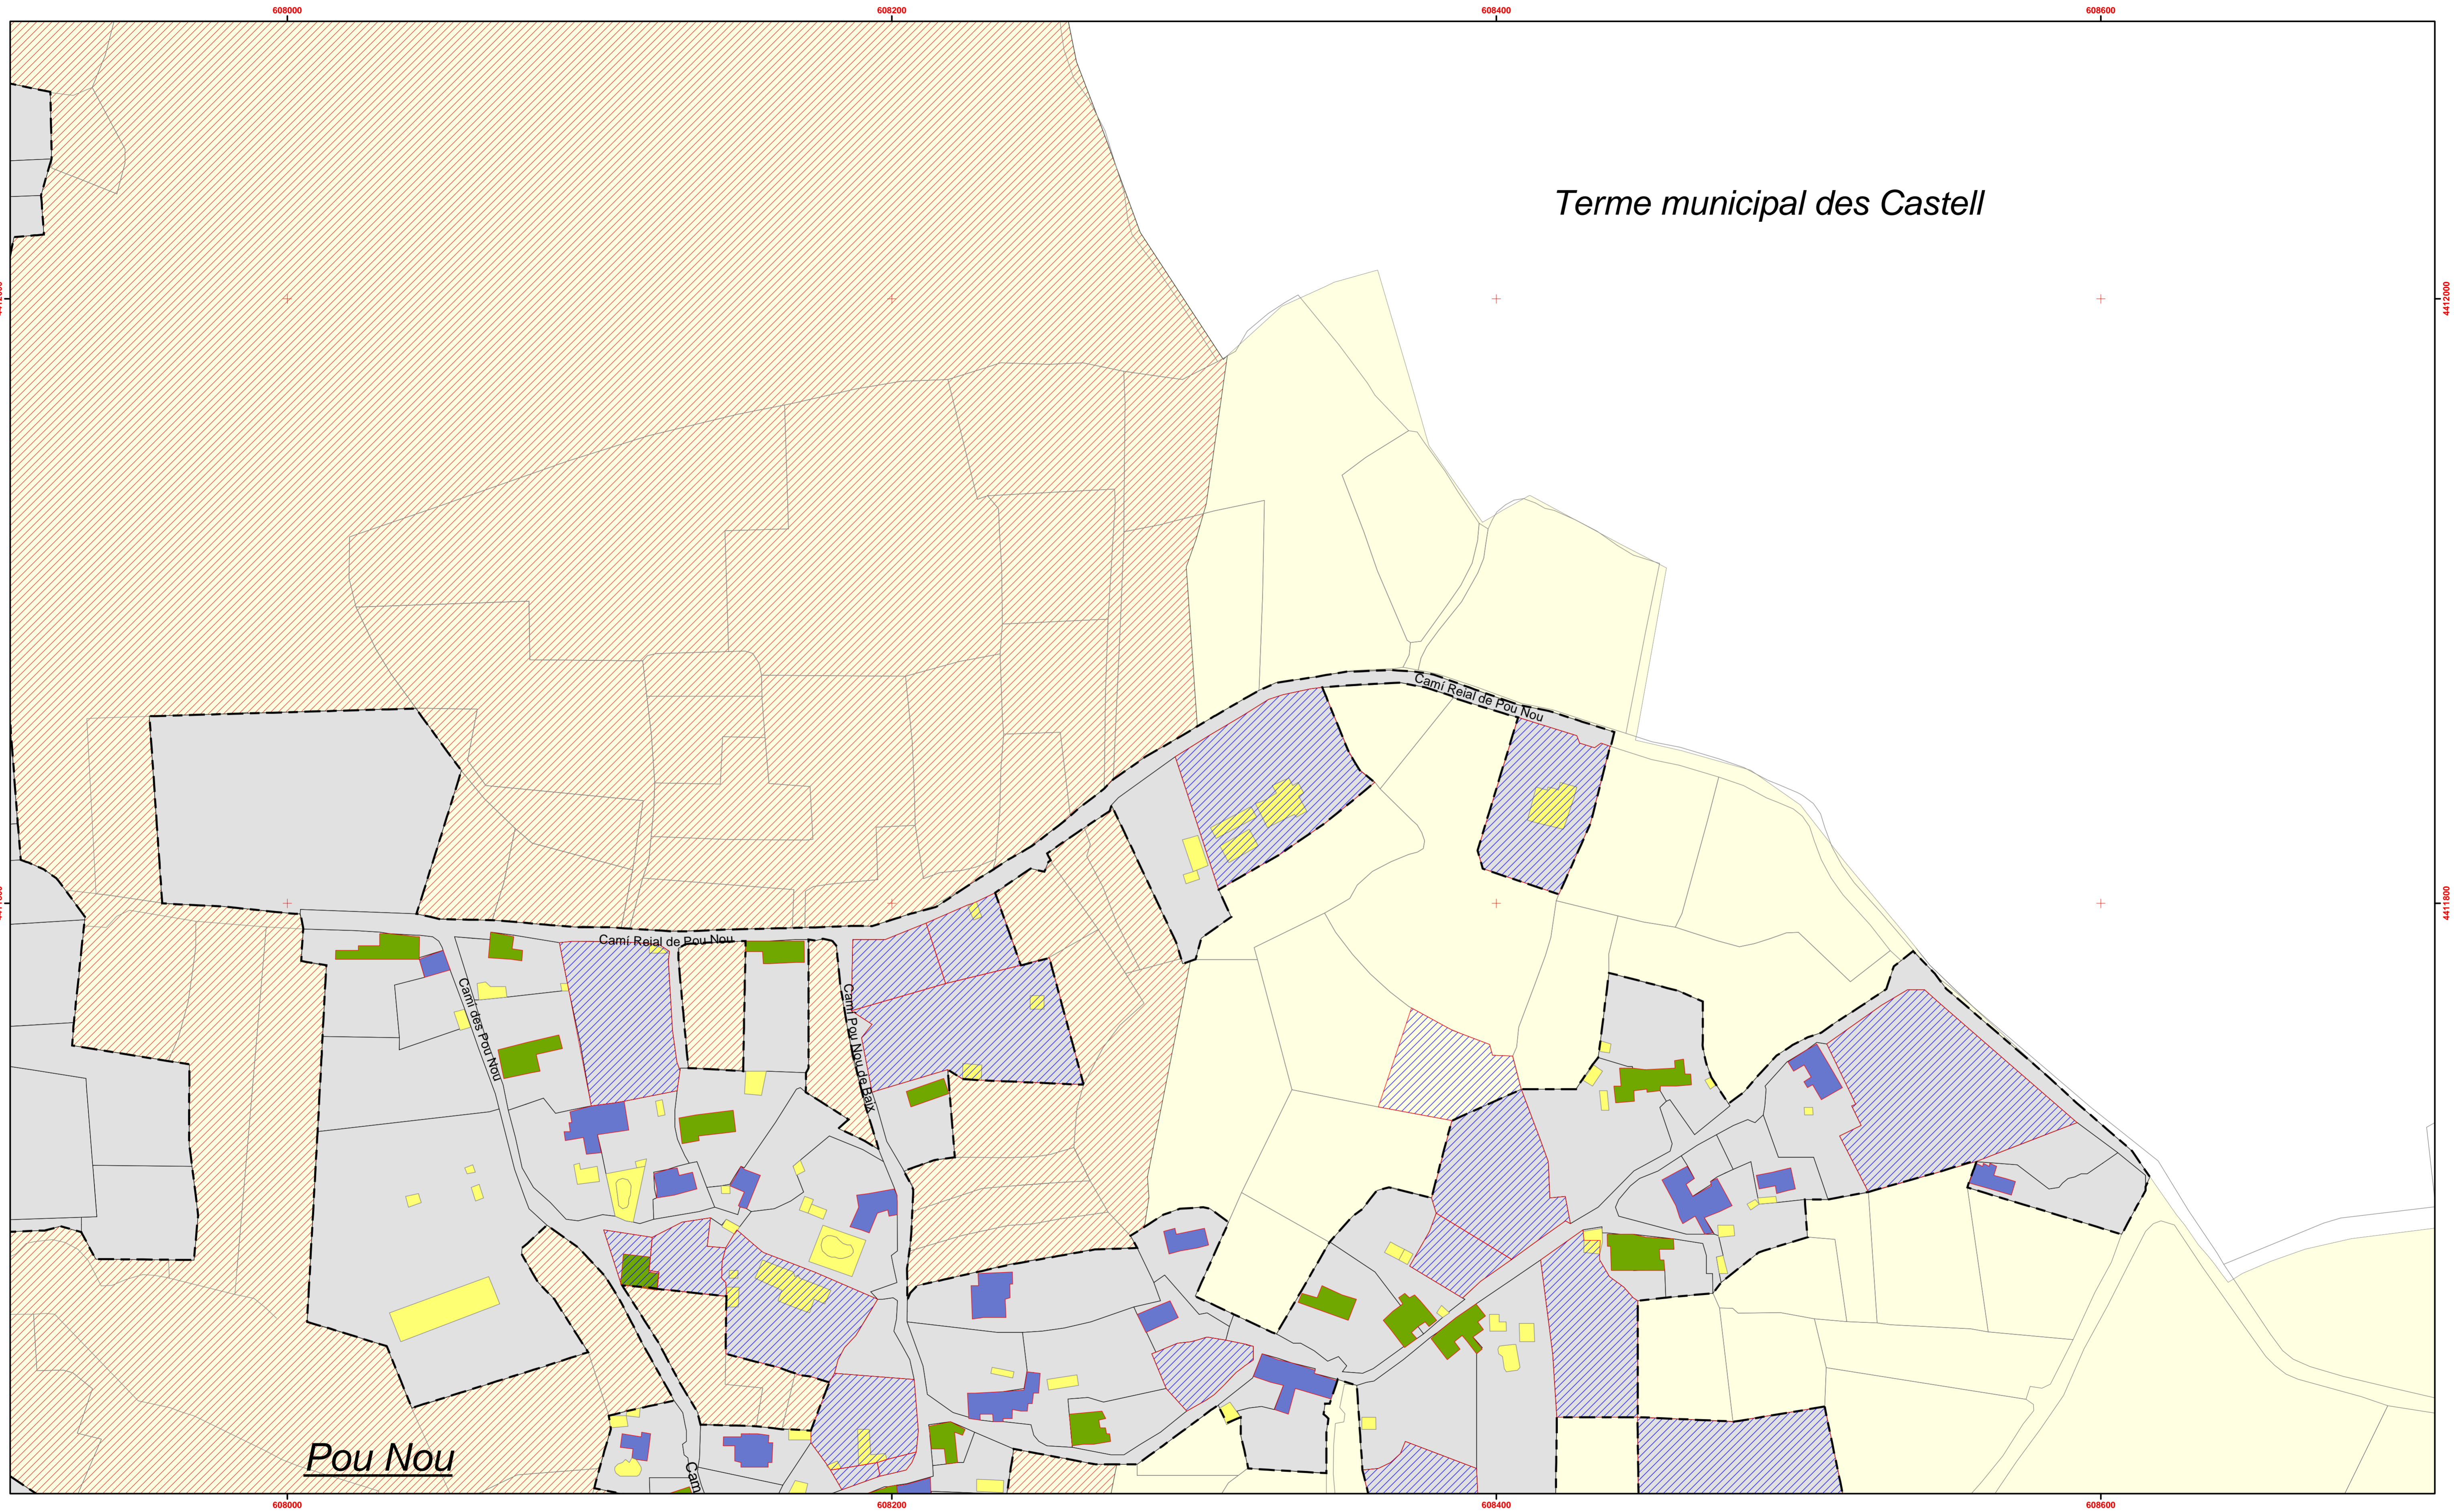 608000
608200
608400
608600
Terme municipal des Castell
4412000
Camí Reial de Pou Nou
4411800
Camí Reial de Pou Nou
Camí des Pou Nou
Camí Pou Nou de Baix
Pou Nou
Cam
608000
608200
608400
608600